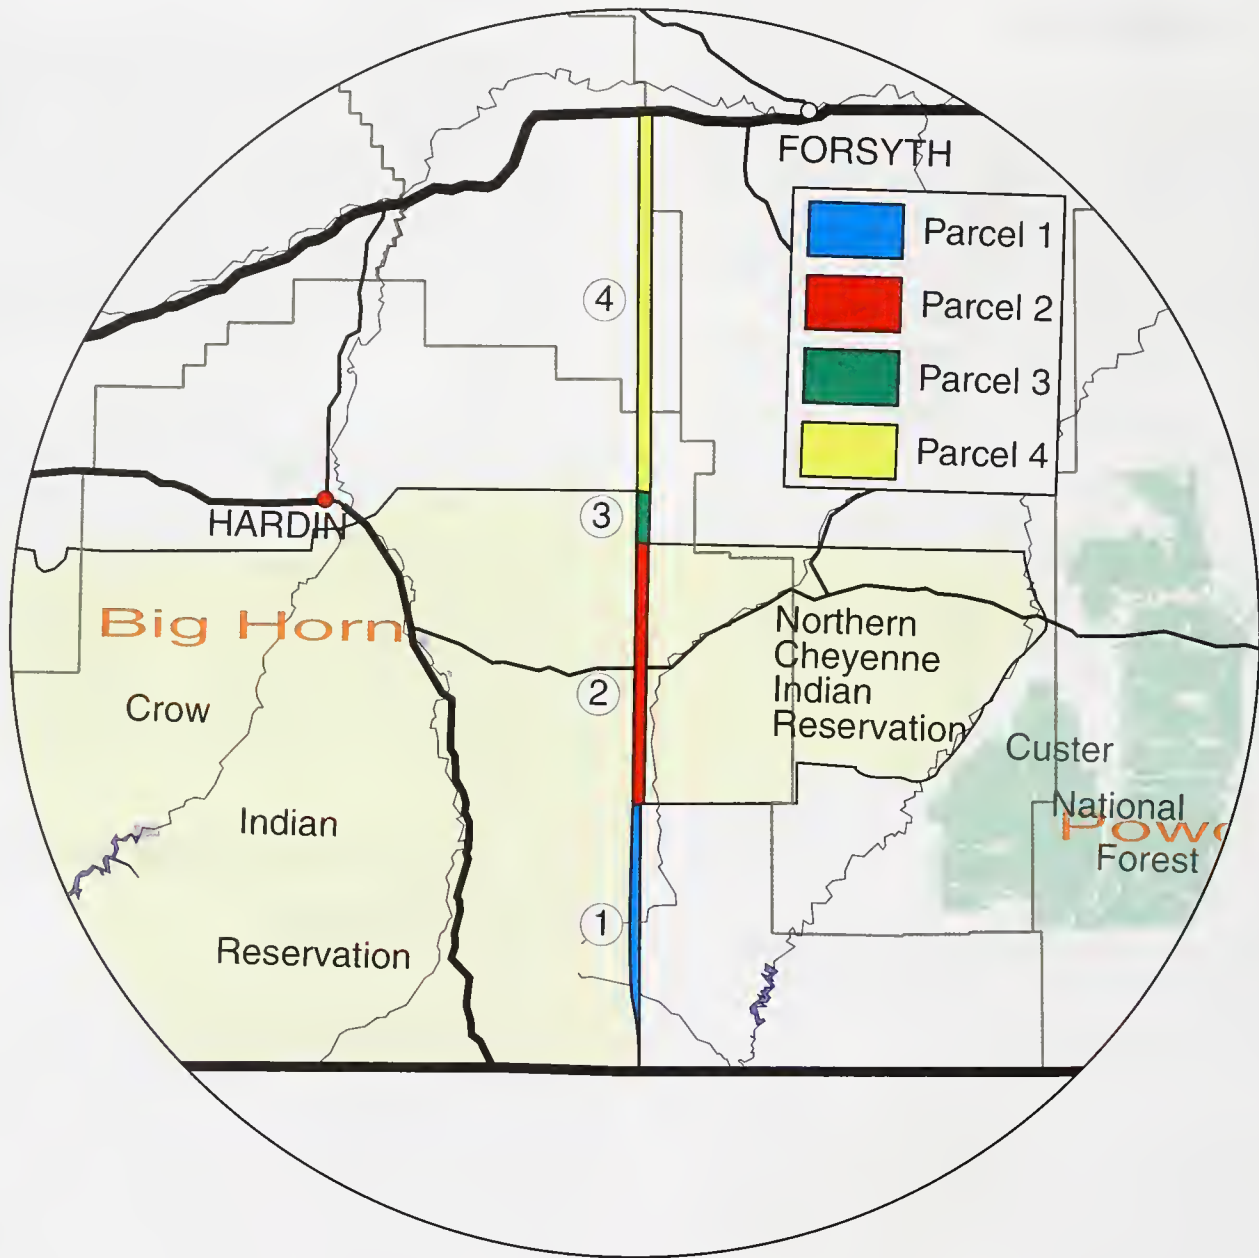 FORSYTH
Parcel 1
Parcel 2
Parcel 3
Parcel 4
4
3
HARDIN
Big Horn
Northern
Cheyenne
Indian
Reservation
2
Crow
Custer
National
Powd
Forest
Indian
1
Reservation